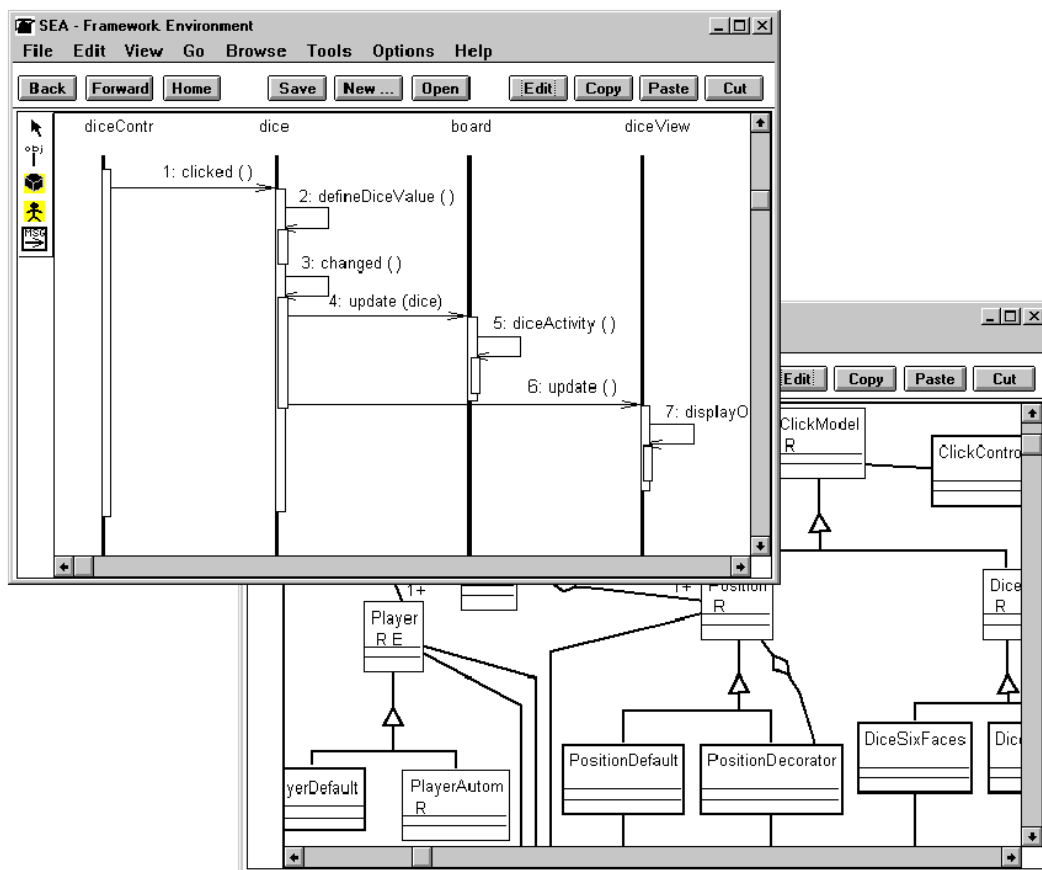 SEA - Framework Environment
File Edit View Go Browse Tools Options Help
Back Forward Home Save New ... Open Edit Copy Paste Cut
diceContr dice board diceView
obj
MSG
1: clicked ()
2: defineDiceValue ()
3: changed ()
4: update (dice)
5: diceActivity ()
6: update ()
7: displayO
Edit Copy Paste Cut
ClickModel
R
ClickContro
1+
1+ Position
R
Dice
R
Player
R E
DiceSixFaces
Dic
PositionDefault
PositionDecorator
yerDefault
PlayerAutom
R